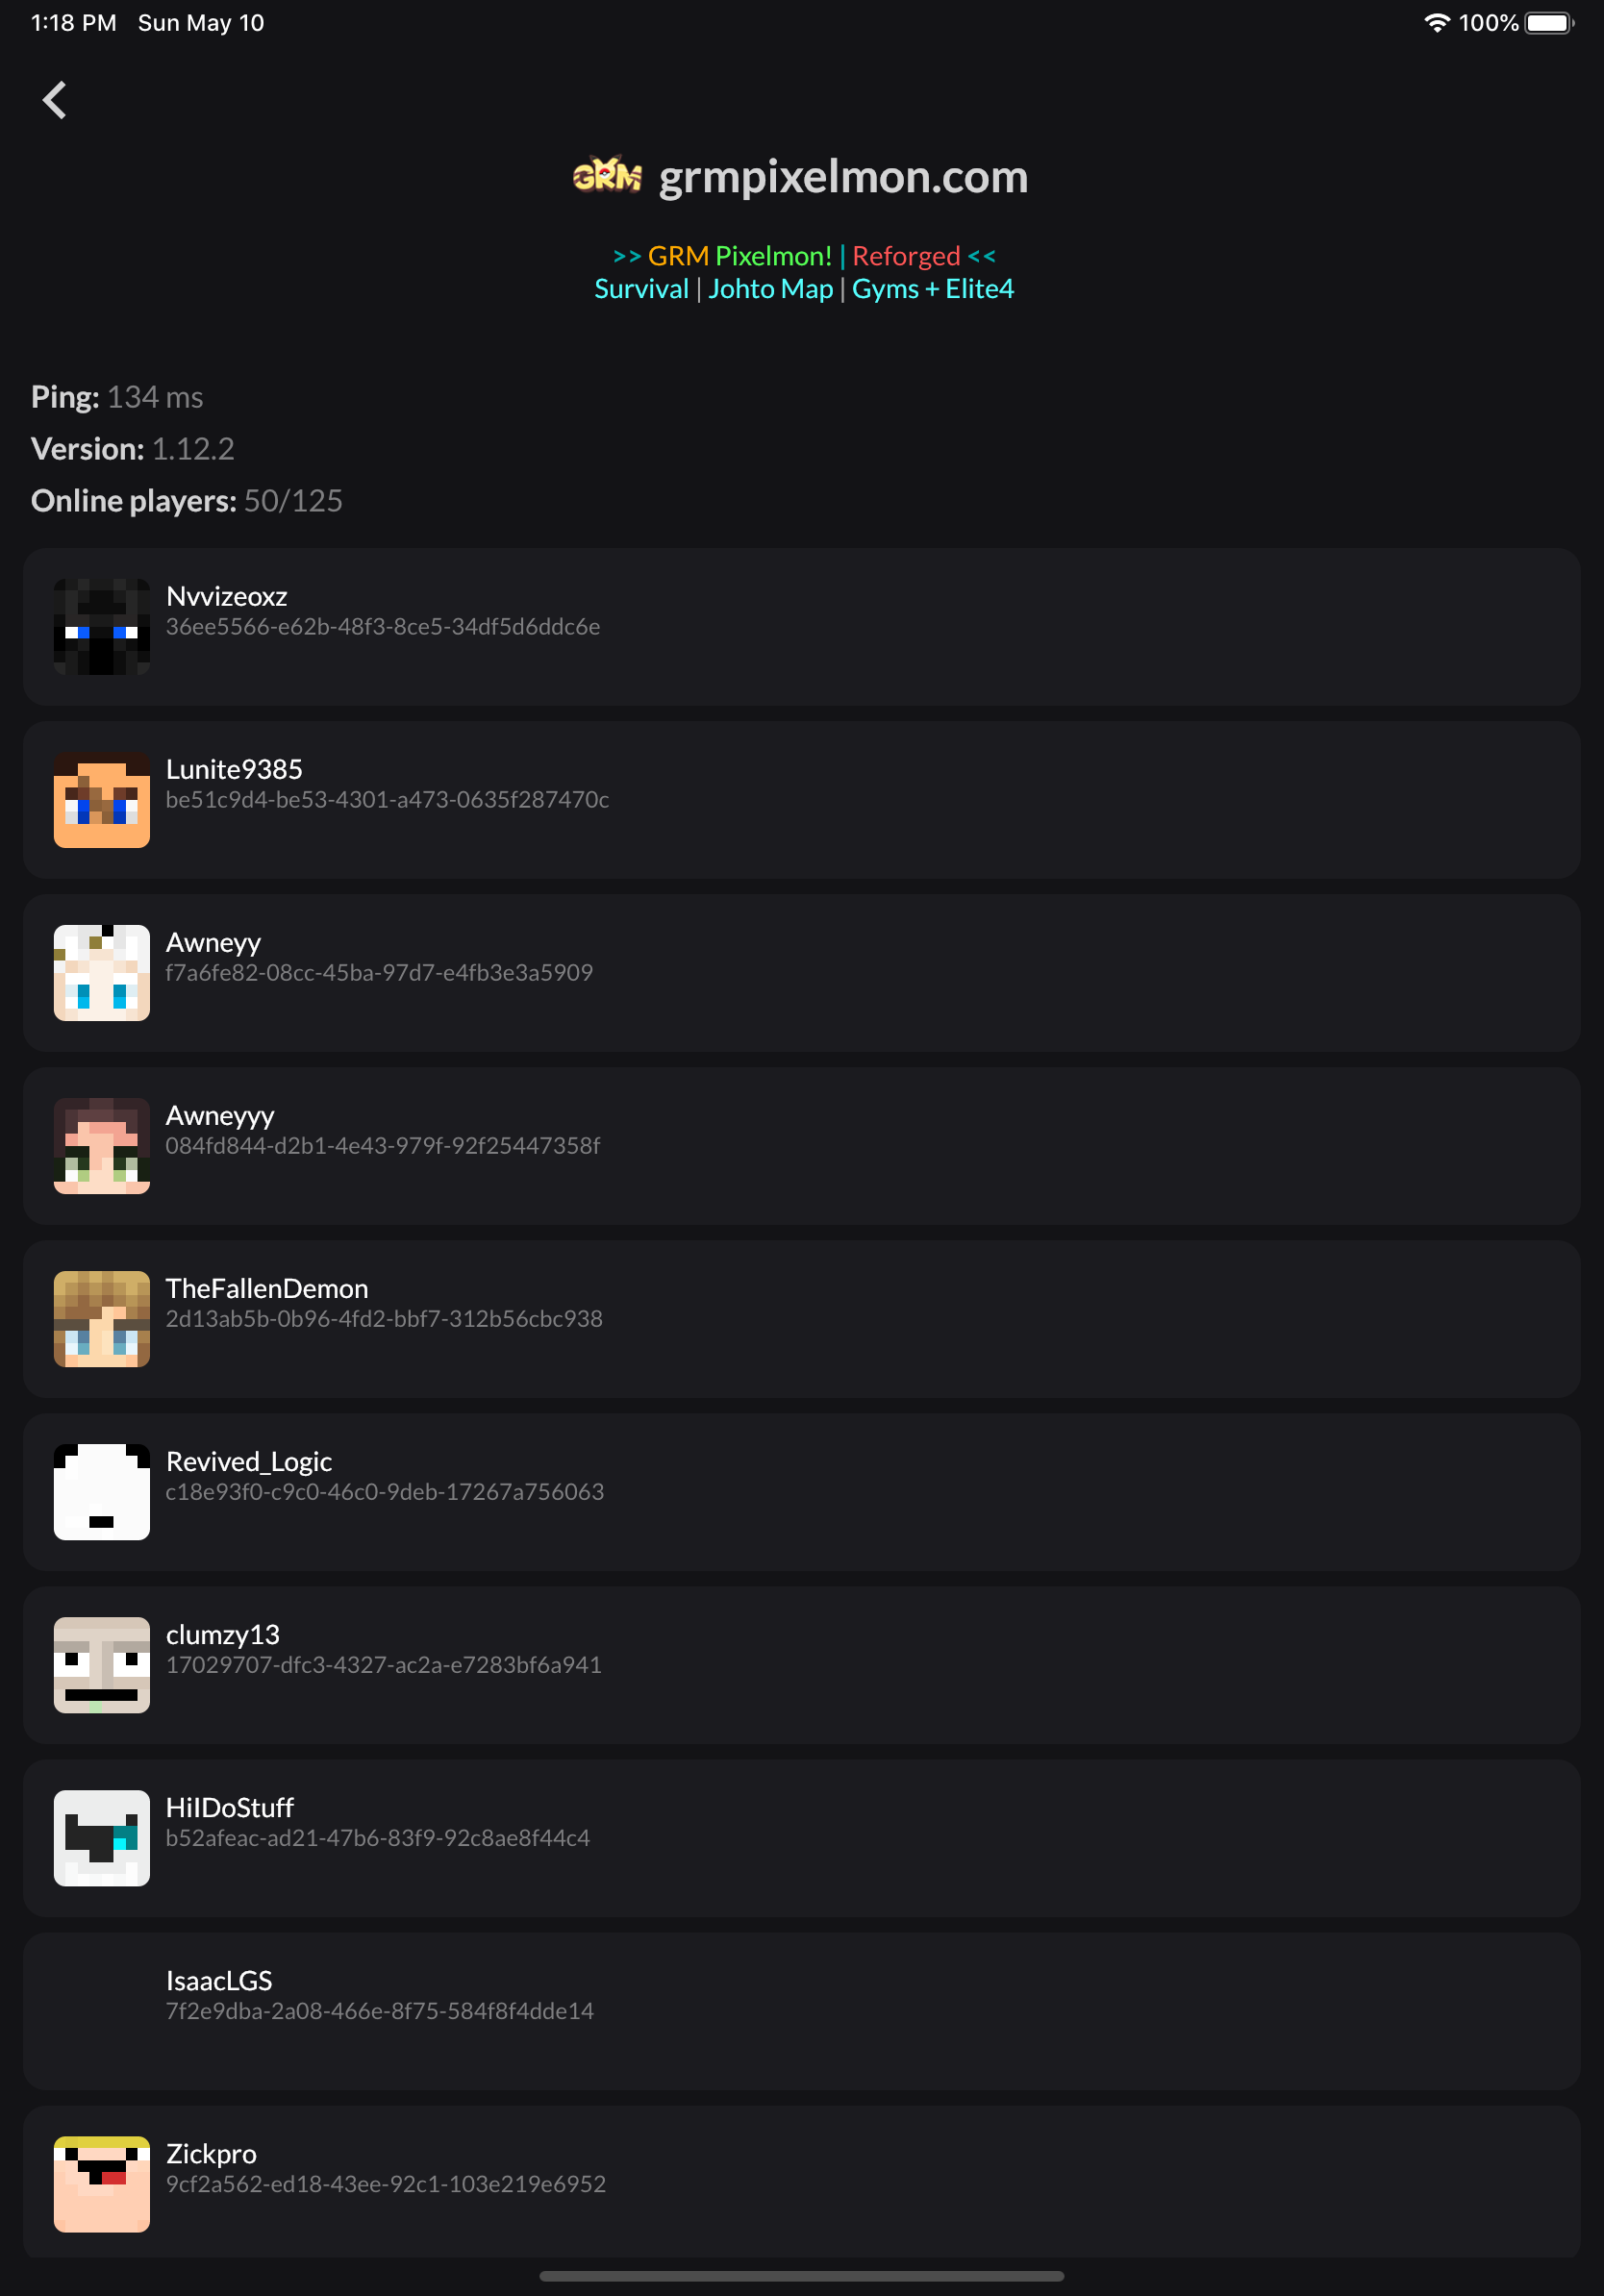 1:18 PM Sun May 10
100%
GRM grmpixelmon.com
>> GRM Pixelmon! | Reforged <<
Survival | Johto Map | Gyms + Elite4
Ping: 134 ms
Version: 1.12.2
Online players: 50/125
Nvvizeoxz
36ee5566-e62b-48f3-8ce5-34df5d6ddc6e
Lunite9385
be51c9d4-be53-4301-a473-0635f287470c
Awneyy
f7a6fe82-08cc-45ba-97d7-e4fb3e3a5909
Awneyyy
084fd844-d2b1-4e43-979f-92f25447358f
TheFallenDemon
2d13ab5b-0b96-4fd2-bbf7-312b56cbc938
Revived_Logic
c18e93f0-c9c0-46c0-9deb-17267a756063
clumzy13
17029707-dfc3-4327-ac2a-e7283bf6a941
HiIDoStuff
b52afeac-ad21-47b6-83f9-92c8ae8f44c4
IsaacLGS
7f2e9dba-2a08-466e-8f75-584f8f4dde14
Zickpro
9cf2a562-ed18-43ee-92c1-103e219e6952